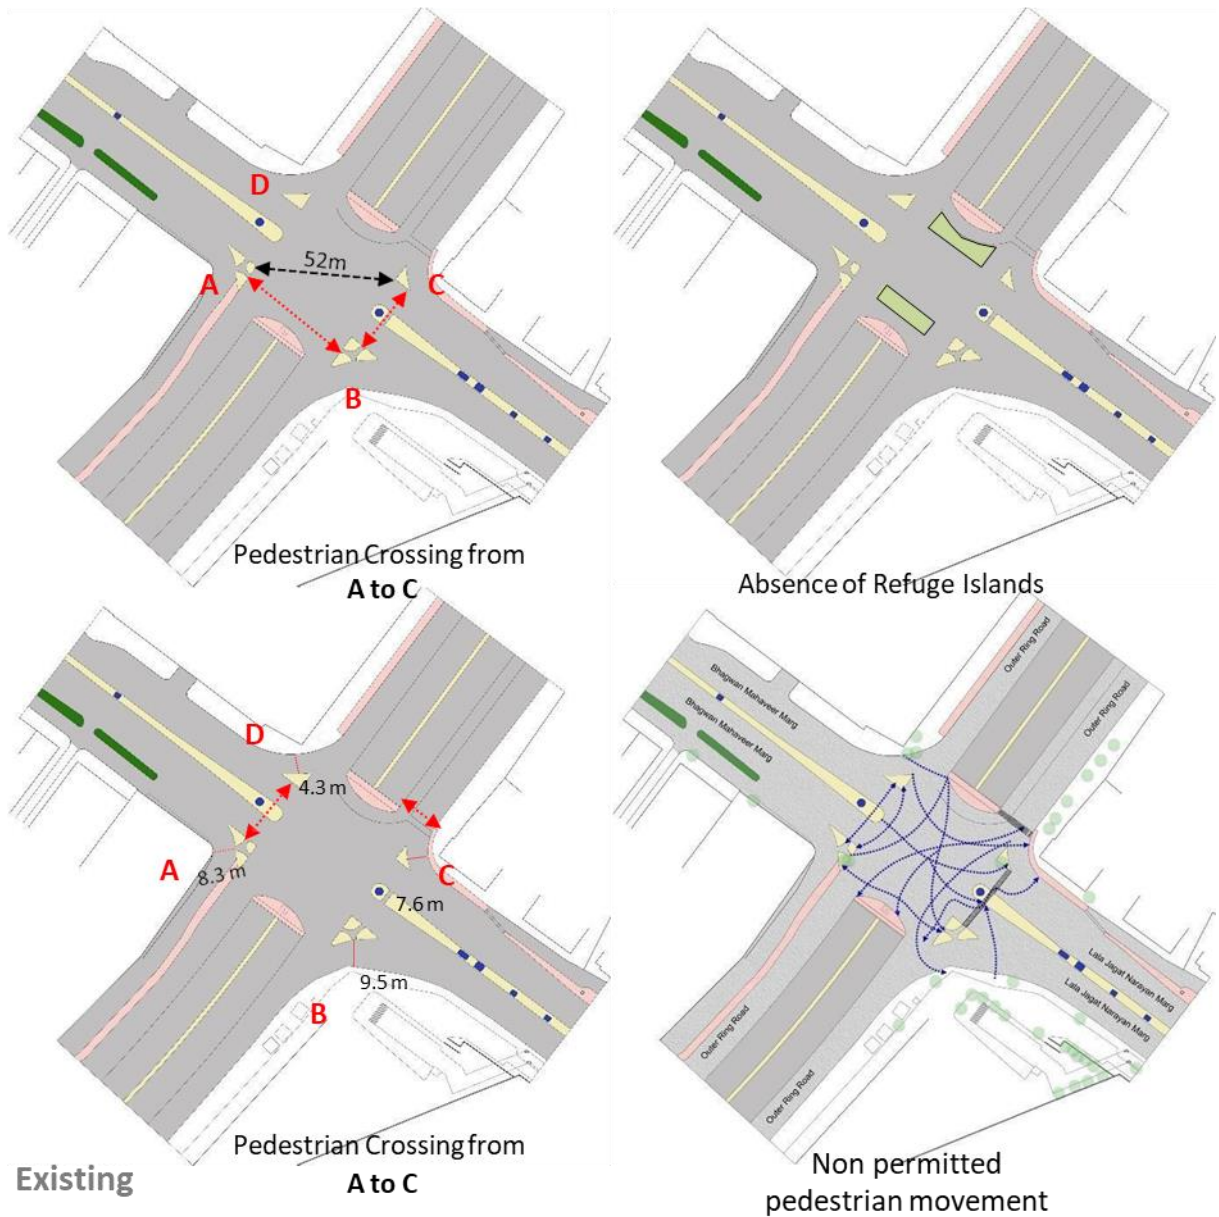 D
52m
A
C
B
Pedestrian Crossing from
A to C
Absence of Refuge Islands
D
4.3 m
A
8.3 m
C
7.6 m
9.5 m
B
Pedestrian Crossing from
A to C
Existing
Outer Ring Road
Outer Ring Road
Bhagwan Mahaveer Marg
Bhagwan Mahaveer Marg
Lala Jagat Narayan Marg
Lala Jagat Narayan Marg
Outer Ring Road
Outer Ring Road
Non permitted
pedestrian movement